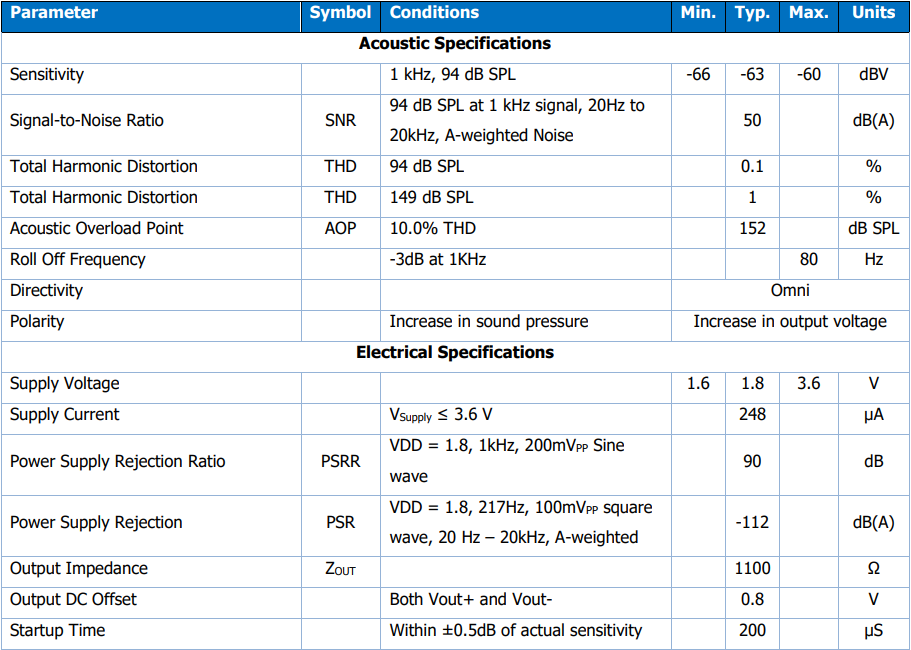 Parameter Symbol Conditions Min. Typ. Max. Units
Acoustic Specifications
Sensitivity 1 kHz, 94 dB SPL -66 -63 -60 dBV
Signal-to-Noise Ratio SNR 94 dB SPL at 1 kHz signal, 20Hz to
20kHz, A-weighted Noise 50 dB(A)
Total Harmonic Distortion THD 94 dB SPL 0.1 %
Total Harmonic Distortion THD 149 dB SPL 1 %
Acoustic Overload Point AOP 10.0% THD 152 dB SPL
Roll Off Frequency -3dB at 1KHz 80 Hz
Directivity Omni
Polarity Increase in sound pressure Increase in output voltage
Electrical Specifications
Supply Voltage 1.6 1.8 3.6 V
Supply Current VSupply ≤ 3.6 V 248 µA
Power Supply Rejection Ratio PSRR VDD = 1.8, 1kHz, 200mVPP Sine
wave 90 dB
Power Supply Rejection PSR VDD = 1.8, 217Hz, 100mVPP square
wave, 20 Hz – 20kHz, A-weighted -112 dB(A)
Output Impedance ZOUT 1100 Ω
Output DC Offset Both Vout+ and Vout- 0.8 V
Startup Time Within ±0.5dB of actual sensitivity 200 µS